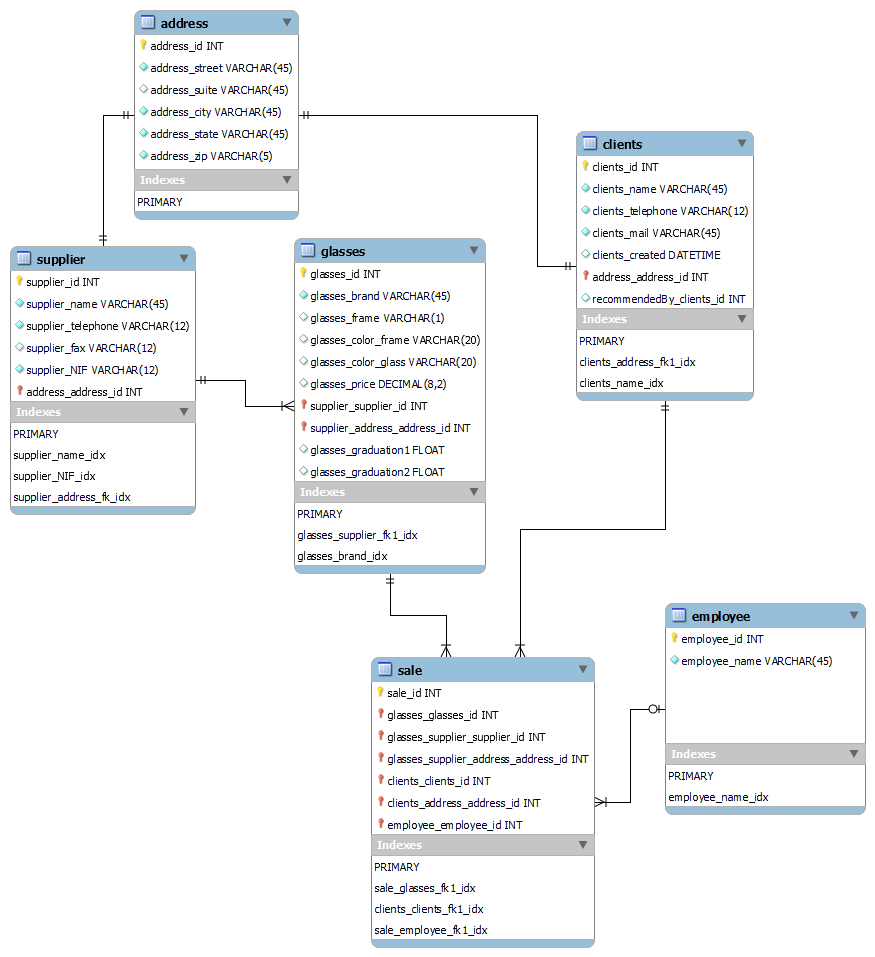 address
address_id INT
address_street VARCHAR(45)
address_suite VARCHAR(45)
address_city VARCHAR(45)
address_state VARCHAR(45)
address_zip VARCHAR(5)
Indexes
PRIMARY
clients
clients_id INT
clients_name VARCHAR(45)
clients_telephone VARCHAR(12)
clients_mail VARCHAR(45)
clients_created DATETIME
address_address_id INT
recommendedBy_clients_id INT
Indexes
PRIMARY
clients_address_fk1_idx
clients_name_idx
supplier
supplier_id INT
supplier_name VARCHAR(45)
supplier_telephone VARCHAR(12)
supplier_fax VARCHAR(12)
supplier_NIF VARCHAR(12)
address_address_id INT
Indexes
PRIMARY
supplier_name_idx
supplier_NIF_idx
supplier_address_fk_idx
glasses
glasses_id INT
glasses_brand VARCHAR(45)
glasses_frame VARCHAR(1)
glasses_color_frame VARCHAR(20)
glasses_color_glass VARCHAR(20)
glasses_price DECIMAL(8,2)
supplier_supplier_id INT
supplier_address_address_id INT
glasses_graduation1 FLOAT
glasses_graduation2 FLOAT
Indexes
PRIMARY
glasses_supplier_fk1_idx
glasses_brand_idx
employee
employee_id INT
employee_name VARCHAR(45)
Indexes
PRIMARY
employee_name_idx
sale
sale_id INT
glasses_glasses_id INT
glasses_supplier_supplier_id INT
glasses_supplier_address_address_id INT
clients_clients_id INT
clients_address_address_id INT
employee_employee_id INT
Indexes
PRIMARY
sale_glasses_fk1_idx
clients_clients_fk1_idx
sale_employee_fk1_idx